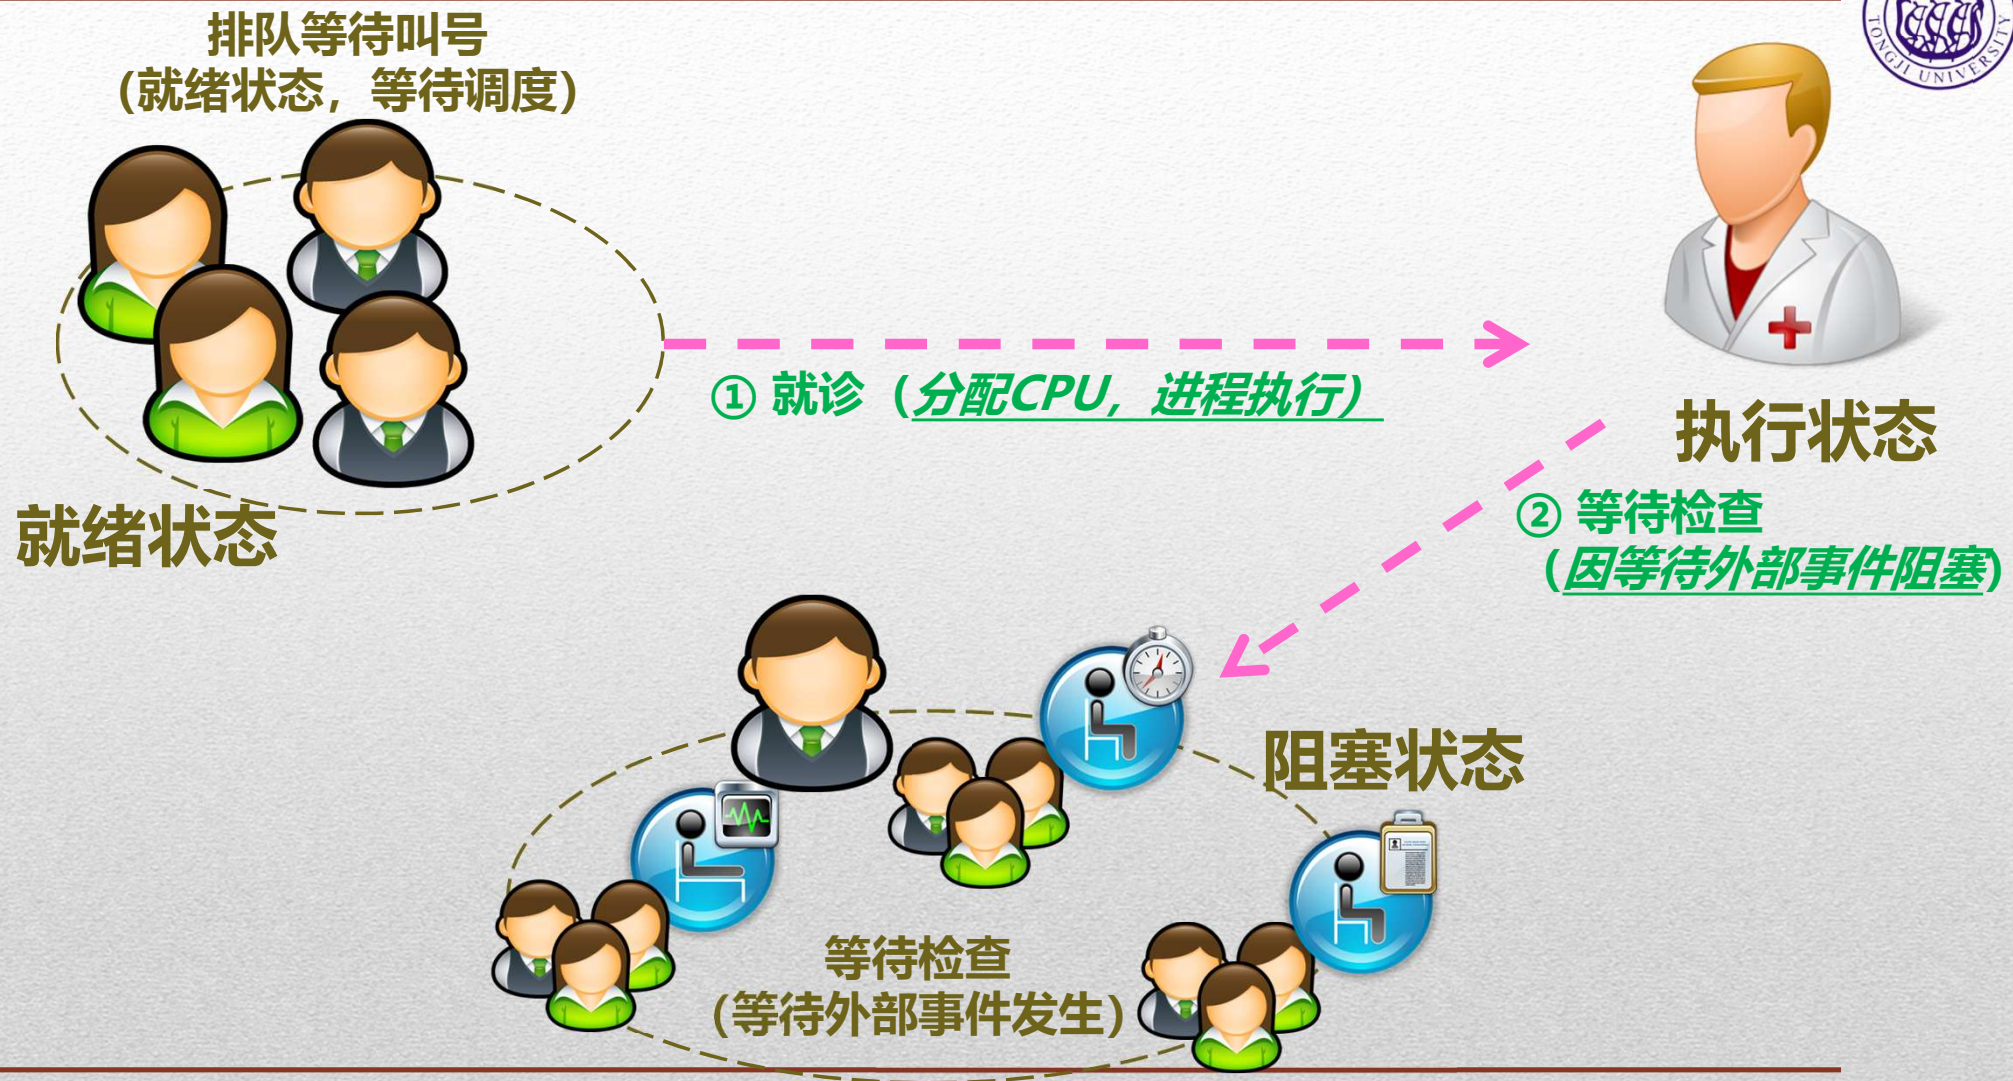 排队等待叫号
（就绪状态，等待调度）
TONGJI UNIVERSITY
① 就诊（分配CPU，进程执行）
执行状态
② 等待检查
（因等待外部事件阻塞）
就绪状态
阻塞状态
等待检查
（等待外部事件发生）